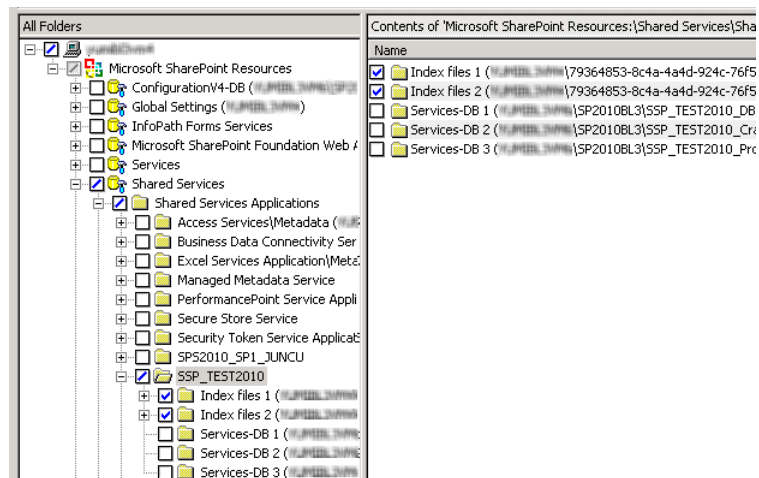 All Folders
Contents of 'Microsoft SharePoint Resources:\Shared Services\Sha
Name
Microsoft SharePoint Resources
ConfigurationV4-DB (
Global Settings ( )
InfoPath Forms Services
Microsoft SharePoint Foundation Web A
Services
Shared Services
Shared Services Applications
Access Services\Metadata (
Business Data Connectivity Ser
Excel Services Application\Meta
Managed Metadata Service
PerformancePoint Service Appli
Secure Store Service
Security Token Service Applicat
SPS2010_SP1_JUNCU
SSP_TEST2010
Index files 1 (
Index files 2 (
Services-DB 1 (
Services-DB 2 (
Services-DB 3 (
Index files 1 ( \79364853-8c4a-4a4d-924c-76f5
Index files 2 ( \79364853-8c4a-4a4d-924c-76f5
Services-DB 1 ( \SP2010BL3\SSP_TEST2010_DB
Services-DB 2 ( \SP2010BL3\SSP_TEST2010_Cra
Services-DB 3 ( \SP2010BL3\SSP_TEST2010_Pro